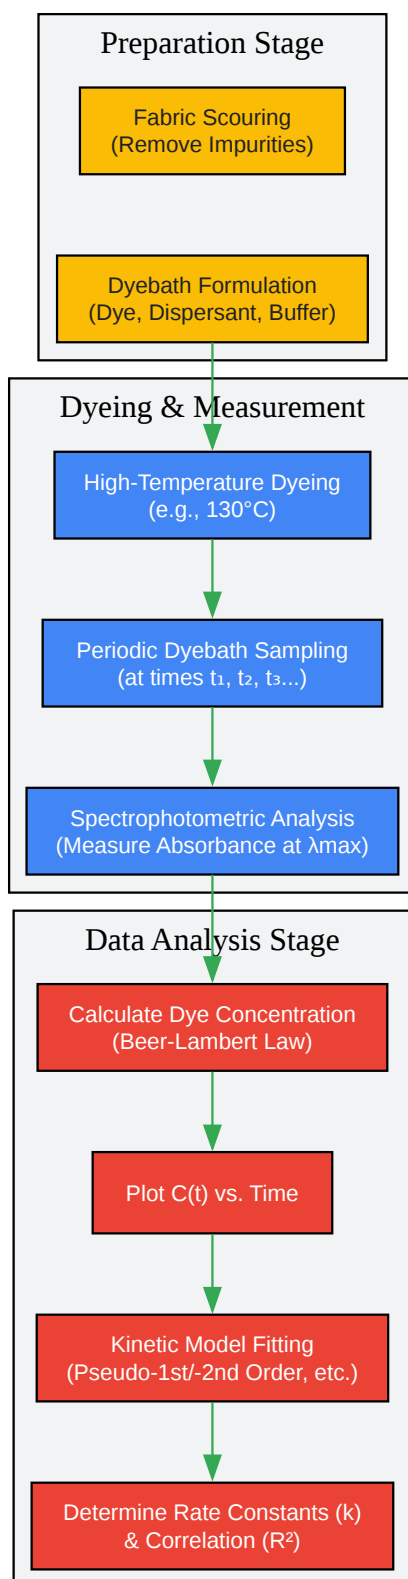 Preparation Stage
Fabric Scouring
(Remove Impurities)
Dyebath Formulation
(Dye, Dispersant, Buffer)
Dyeing & Measurement
High-Temperature Dyeing
(e.g., 130°C)
Periodic Dyebath Sampling
(at times t₁, t₂, t₃...)
Spectrophotometric Analysis
(Measure Absorbance at λmax)
Data Analysis Stage
Calculate Dye Concentration
(Beer-Lambert Law)
Plot C(t) vs. Time
Kinetic Model Fitting
(Pseudo-1st/-2nd Order, etc.)
Determine Rate Constants (k)
& Correlation (R²)